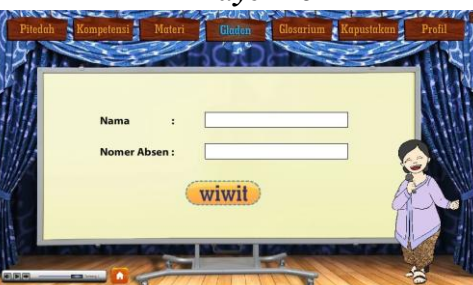 Pitedah Kompetensi Materi Gladen Glosarium Kapustakan Profil
Nama :
Nomer Absen :
wiwit